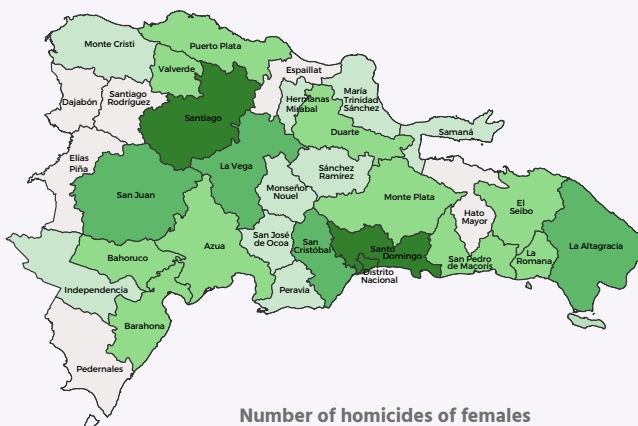 Monte Cristi
Puerto Plata
Valverde
Espaillat
Dajabón
Santiago
Rodríguez
Hermanas
Mirabal
María
Trinidad
Sánchez
Santiago
Duarte
Samaná
Elías
Piña
La Vega
Sánchez
Ramírez
San Juan
Monseñor
Nouel
Monte Plata
El
Seibo
Hato
Mayor
San José
de Ocoa
San
Cristóbal
Azua
Santo
Domingo
La Altagracia
Bahoruco
San Pedro
de Macorís
La
Romana
Distrito
Nacional
Independencia
Peravia
Barahona
Pedernales
Number of homicides of females